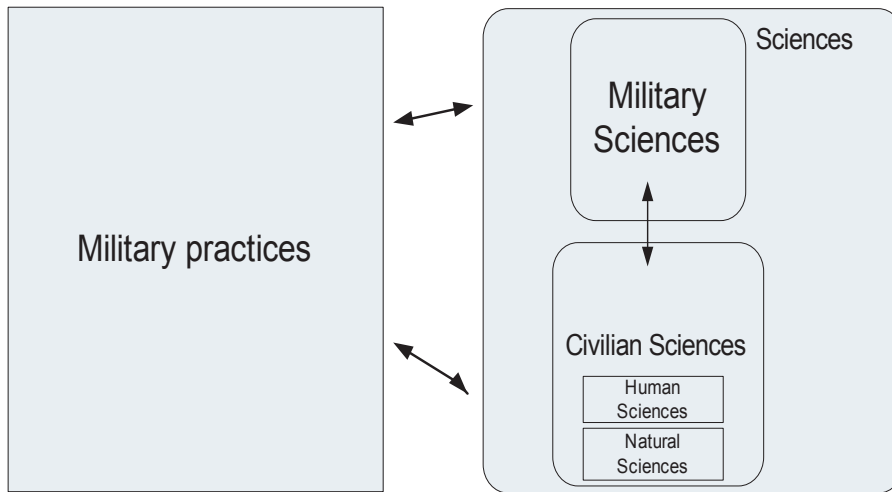 Military practices
Sciences
Military
Sciences
Civilian Sciences
Human
Sciences
Natural
Sciences